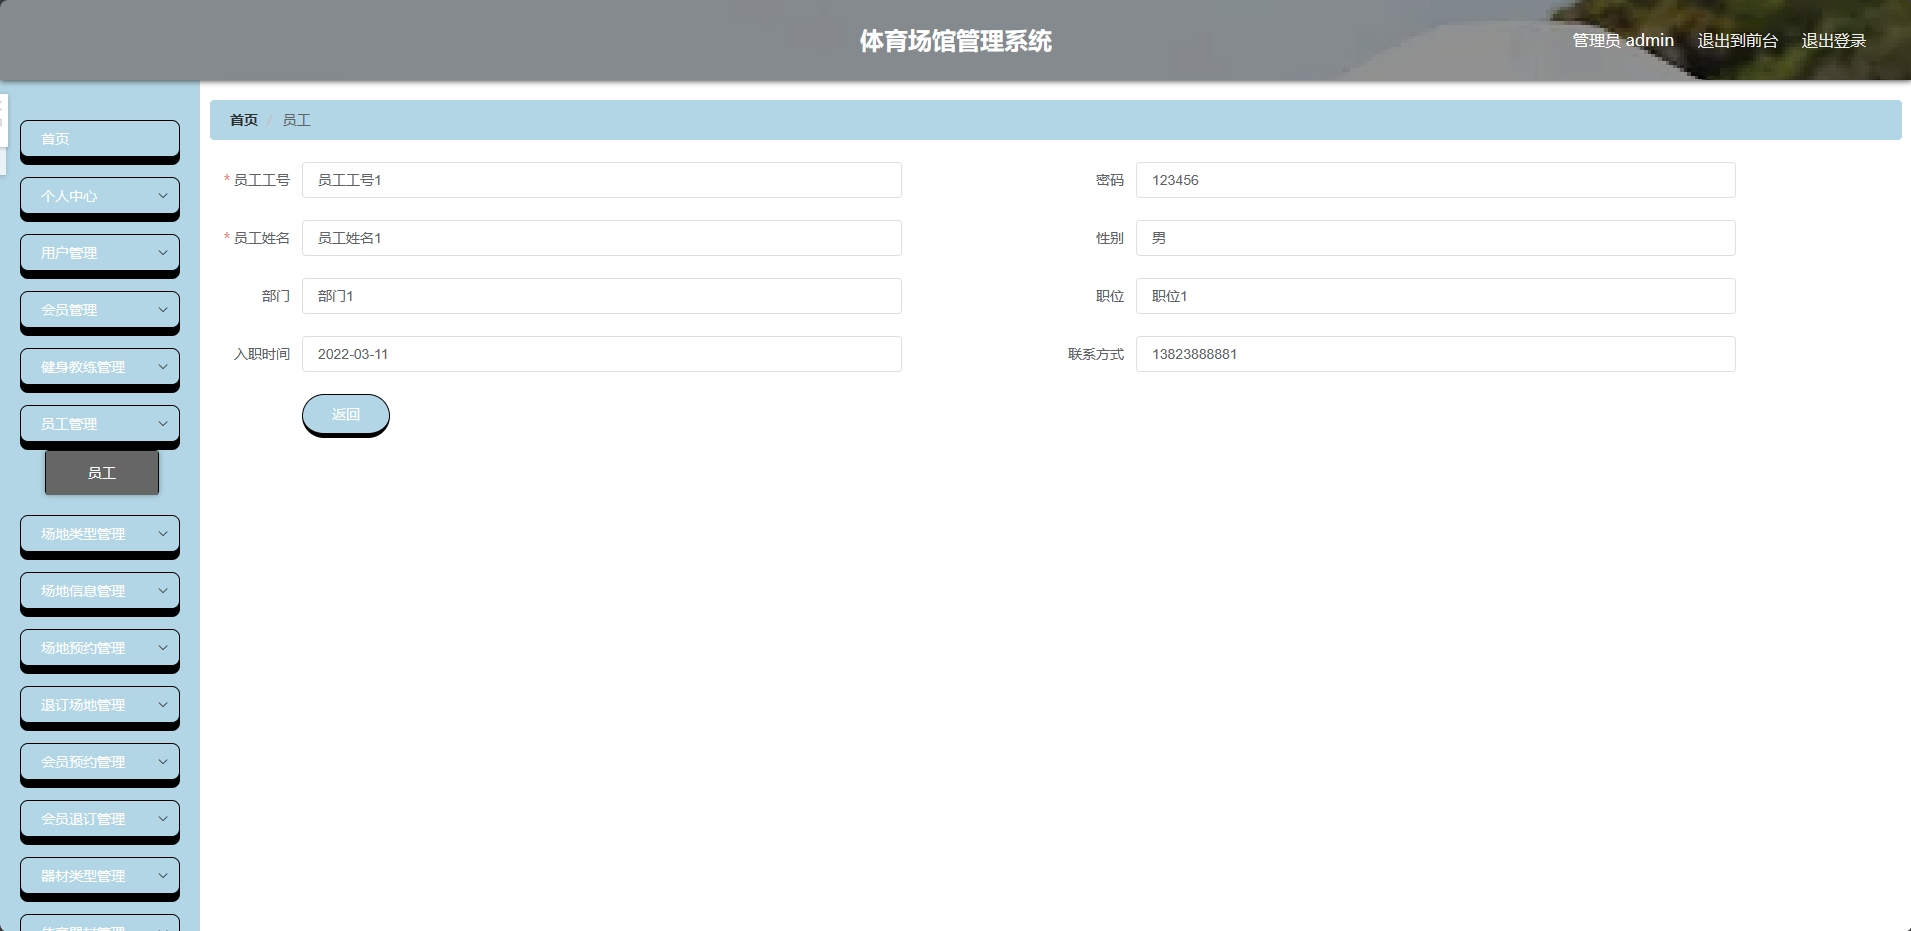 体育场馆管理系统
管理员 admin 退出到前台 退出登录
首页
个人中心
用户管理
会员管理
健身教练管理
员工管理
员工
场地类型管理
场地信息管理
场地预约管理
退订场地管理
会员预约管理
会员退订管理
器材类型管理
体育器材管理
首页 / 员工
* 员工工号 员工工号1 密码 123456
* 员工姓名 员工姓名1 性别 男
部门 部门1 职位 职位1
入职时间 2022-03-11 联系方式 13823888881
返回